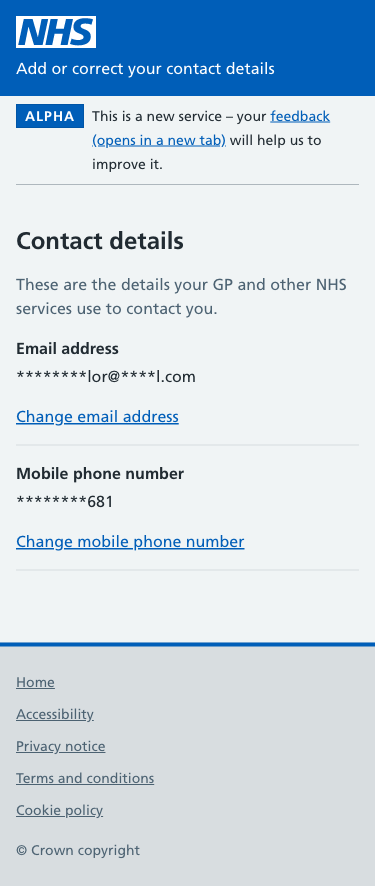 NHS
Add or correct your contact details
ALPHA This is a new service – your feedback
(opens in a new tab) will help us to
improve it.
Contact details
These are the details your GP and other NHS
services use to contact you.
Email address
********lor@****l.com
Change email address
Mobile phone number
********681
Change mobile phone number
Home
Accessibility
Privacy notice
Terms and conditions
Cookie policy
© Crown copyright